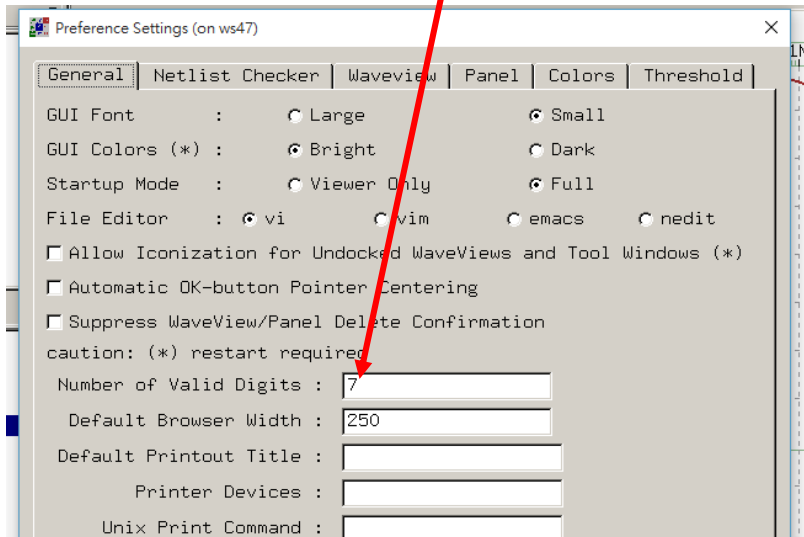 Preference Settings (on ws47)
General Netlist Checker Waveview Panel Colors Threshold
GUI Font : Large Small
GUI Colors (*) : Bright Dark
Startup Mode : Viewer Only Full
File Editor : vi vim emacs nedit
Allow Iconization for Undocked WaveViews and Tool Windows (*)
Automatic OK-button Pointer Centering
Suppress WaveView/Panel Delete Confirmation
caution: (*) restart required
Number of Valid Digits : 7
Default Browser Width : 250
Default Printout Title :
Printer Devices :
Unix Print Command :